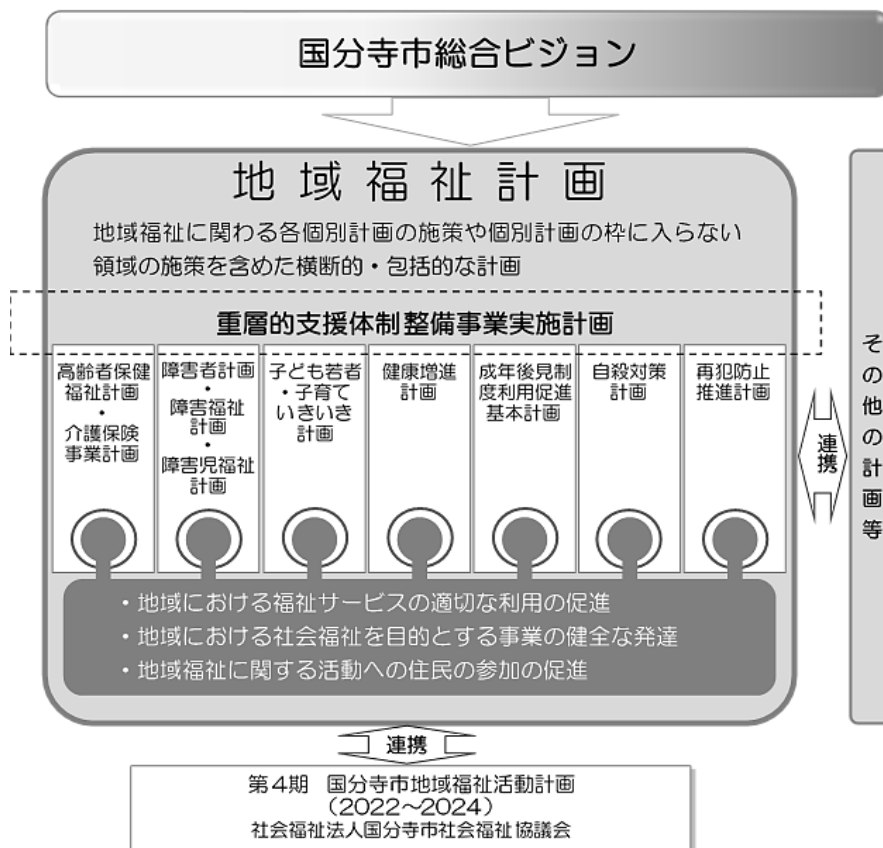 国分寺市総合ビジョン
地域福祉計画
地域福祉に関わる各個別計画の施策や個別計画の枠に入らない
領域の施策を含めた横断的・包括的な計画
重層的支援体制整備事業実施計画
高齢者保健
福祉計画
・
介護保険
事業計画
障害者計画
・
障害福祉
計画
・
障害児福祉
計画
子ども若者
・子育て
いきいき
計画
健康増進
計画
成年後見制
度利用促進
基本計画
自殺対策
計画
再犯防止
推進計画
・地域における福祉サービスの適切な利用の促進
・地域における社会福祉を目的とする事業の健全な発達
・地域福祉に関する活動への住民の参加の促進
連携
その他の計画等
連携
第4期 国分寺市地域福祉活動計画
（2022～2024）
社会福祉法人国分寺市社会福祉協議会